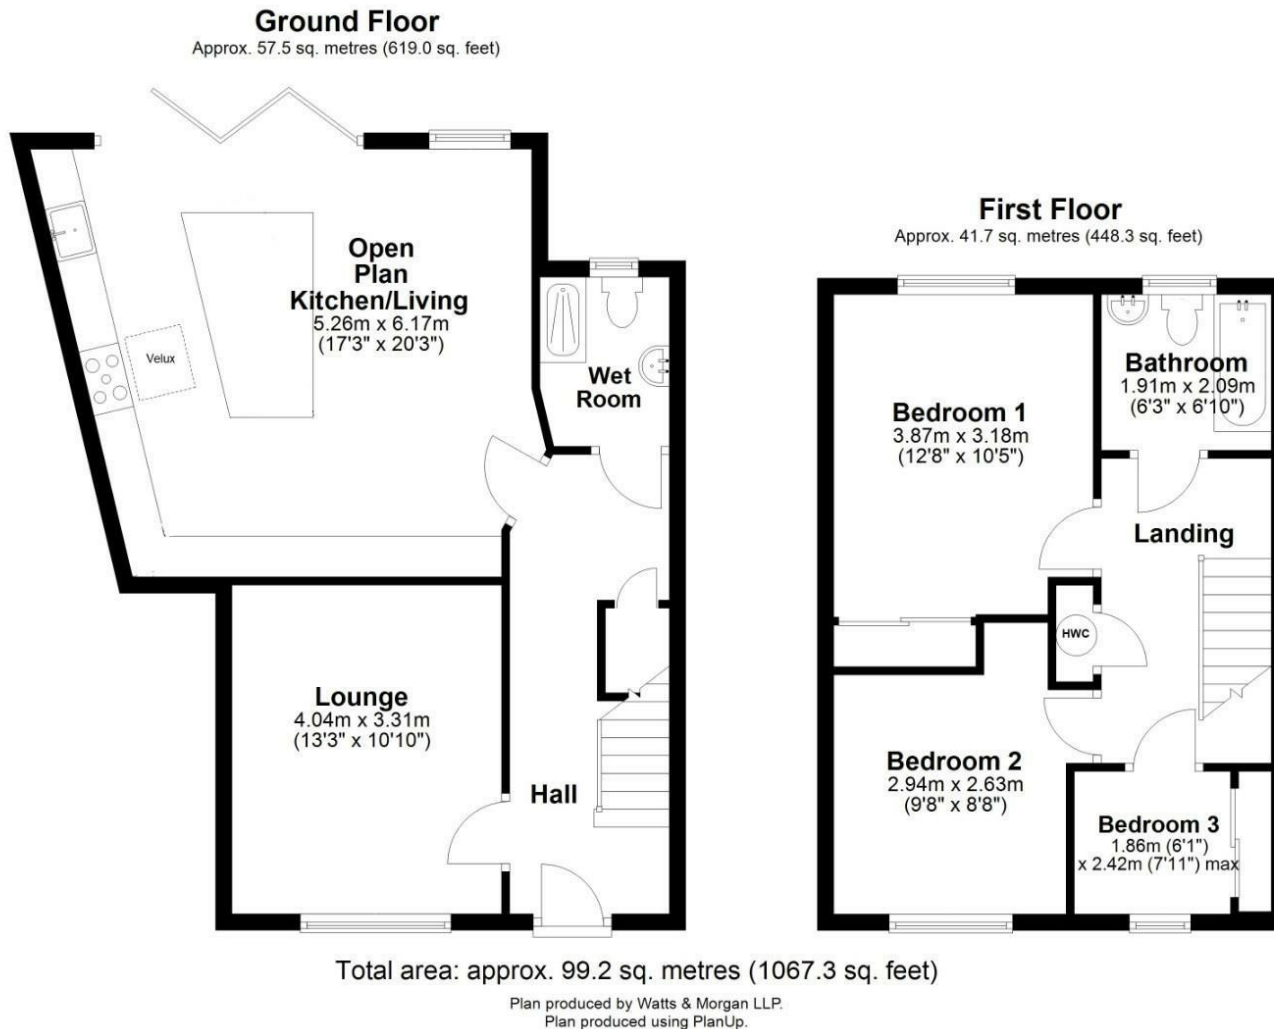 Ground Floor
Approx. 57.5 sq. metres (619.0 sq. feet)
Open
Plan
Kitchen/Living
5.26m x 6.17m
(17'3" x 20'3")
Velux
Wet
Room
Lounge
4.04m x 3.31m
(13'3" x 10'10")
Hall
First Floor
Approx. 41.7 sq. metres (448.3 sq. feet)
Bedroom 1
3.87m x 3.18m
(12'8" x 10'5")
Bathroom
1.91m x 2.09m
(6'3" x 6'10")
Landing
HWC
Bedroom 2
2.94m x 2.63m
(9'8" x 8'8")
Bedroom 3
1.86m (6'1")
x 2.42m (7'11") max
Total area: approx. 99.2 sq. metres (1067.3 sq. feet)
Plan produced by Watts & Morgan LLP.
Plan produced using PlanUp.